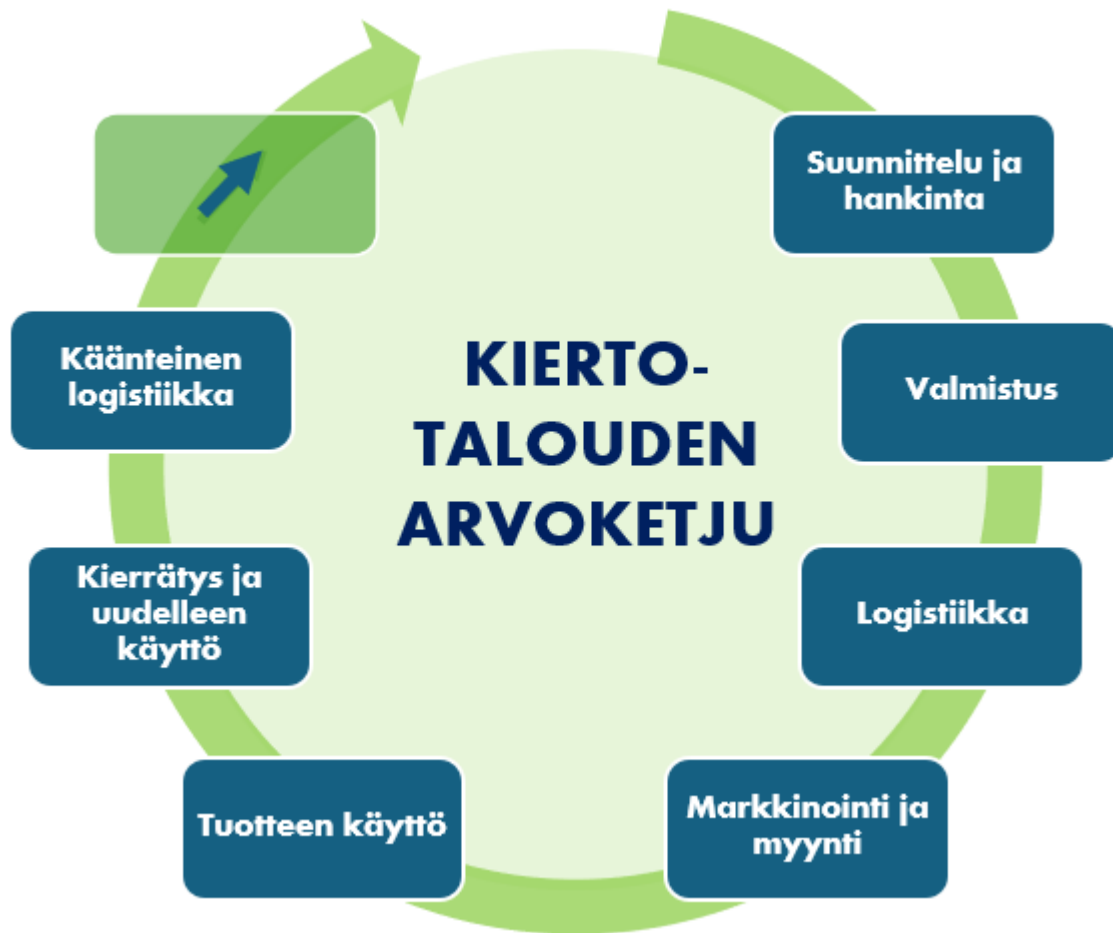 KIERTO-
TALOUDEN
ARVOKETJU
Suunnittelu ja
hankinta
Valmistus
Logistiikka
Markkinointi ja
myynti
Tuotteen käyttö
Kierrätys ja
uudelleen
käyttö
Käänteinen
logistiikka